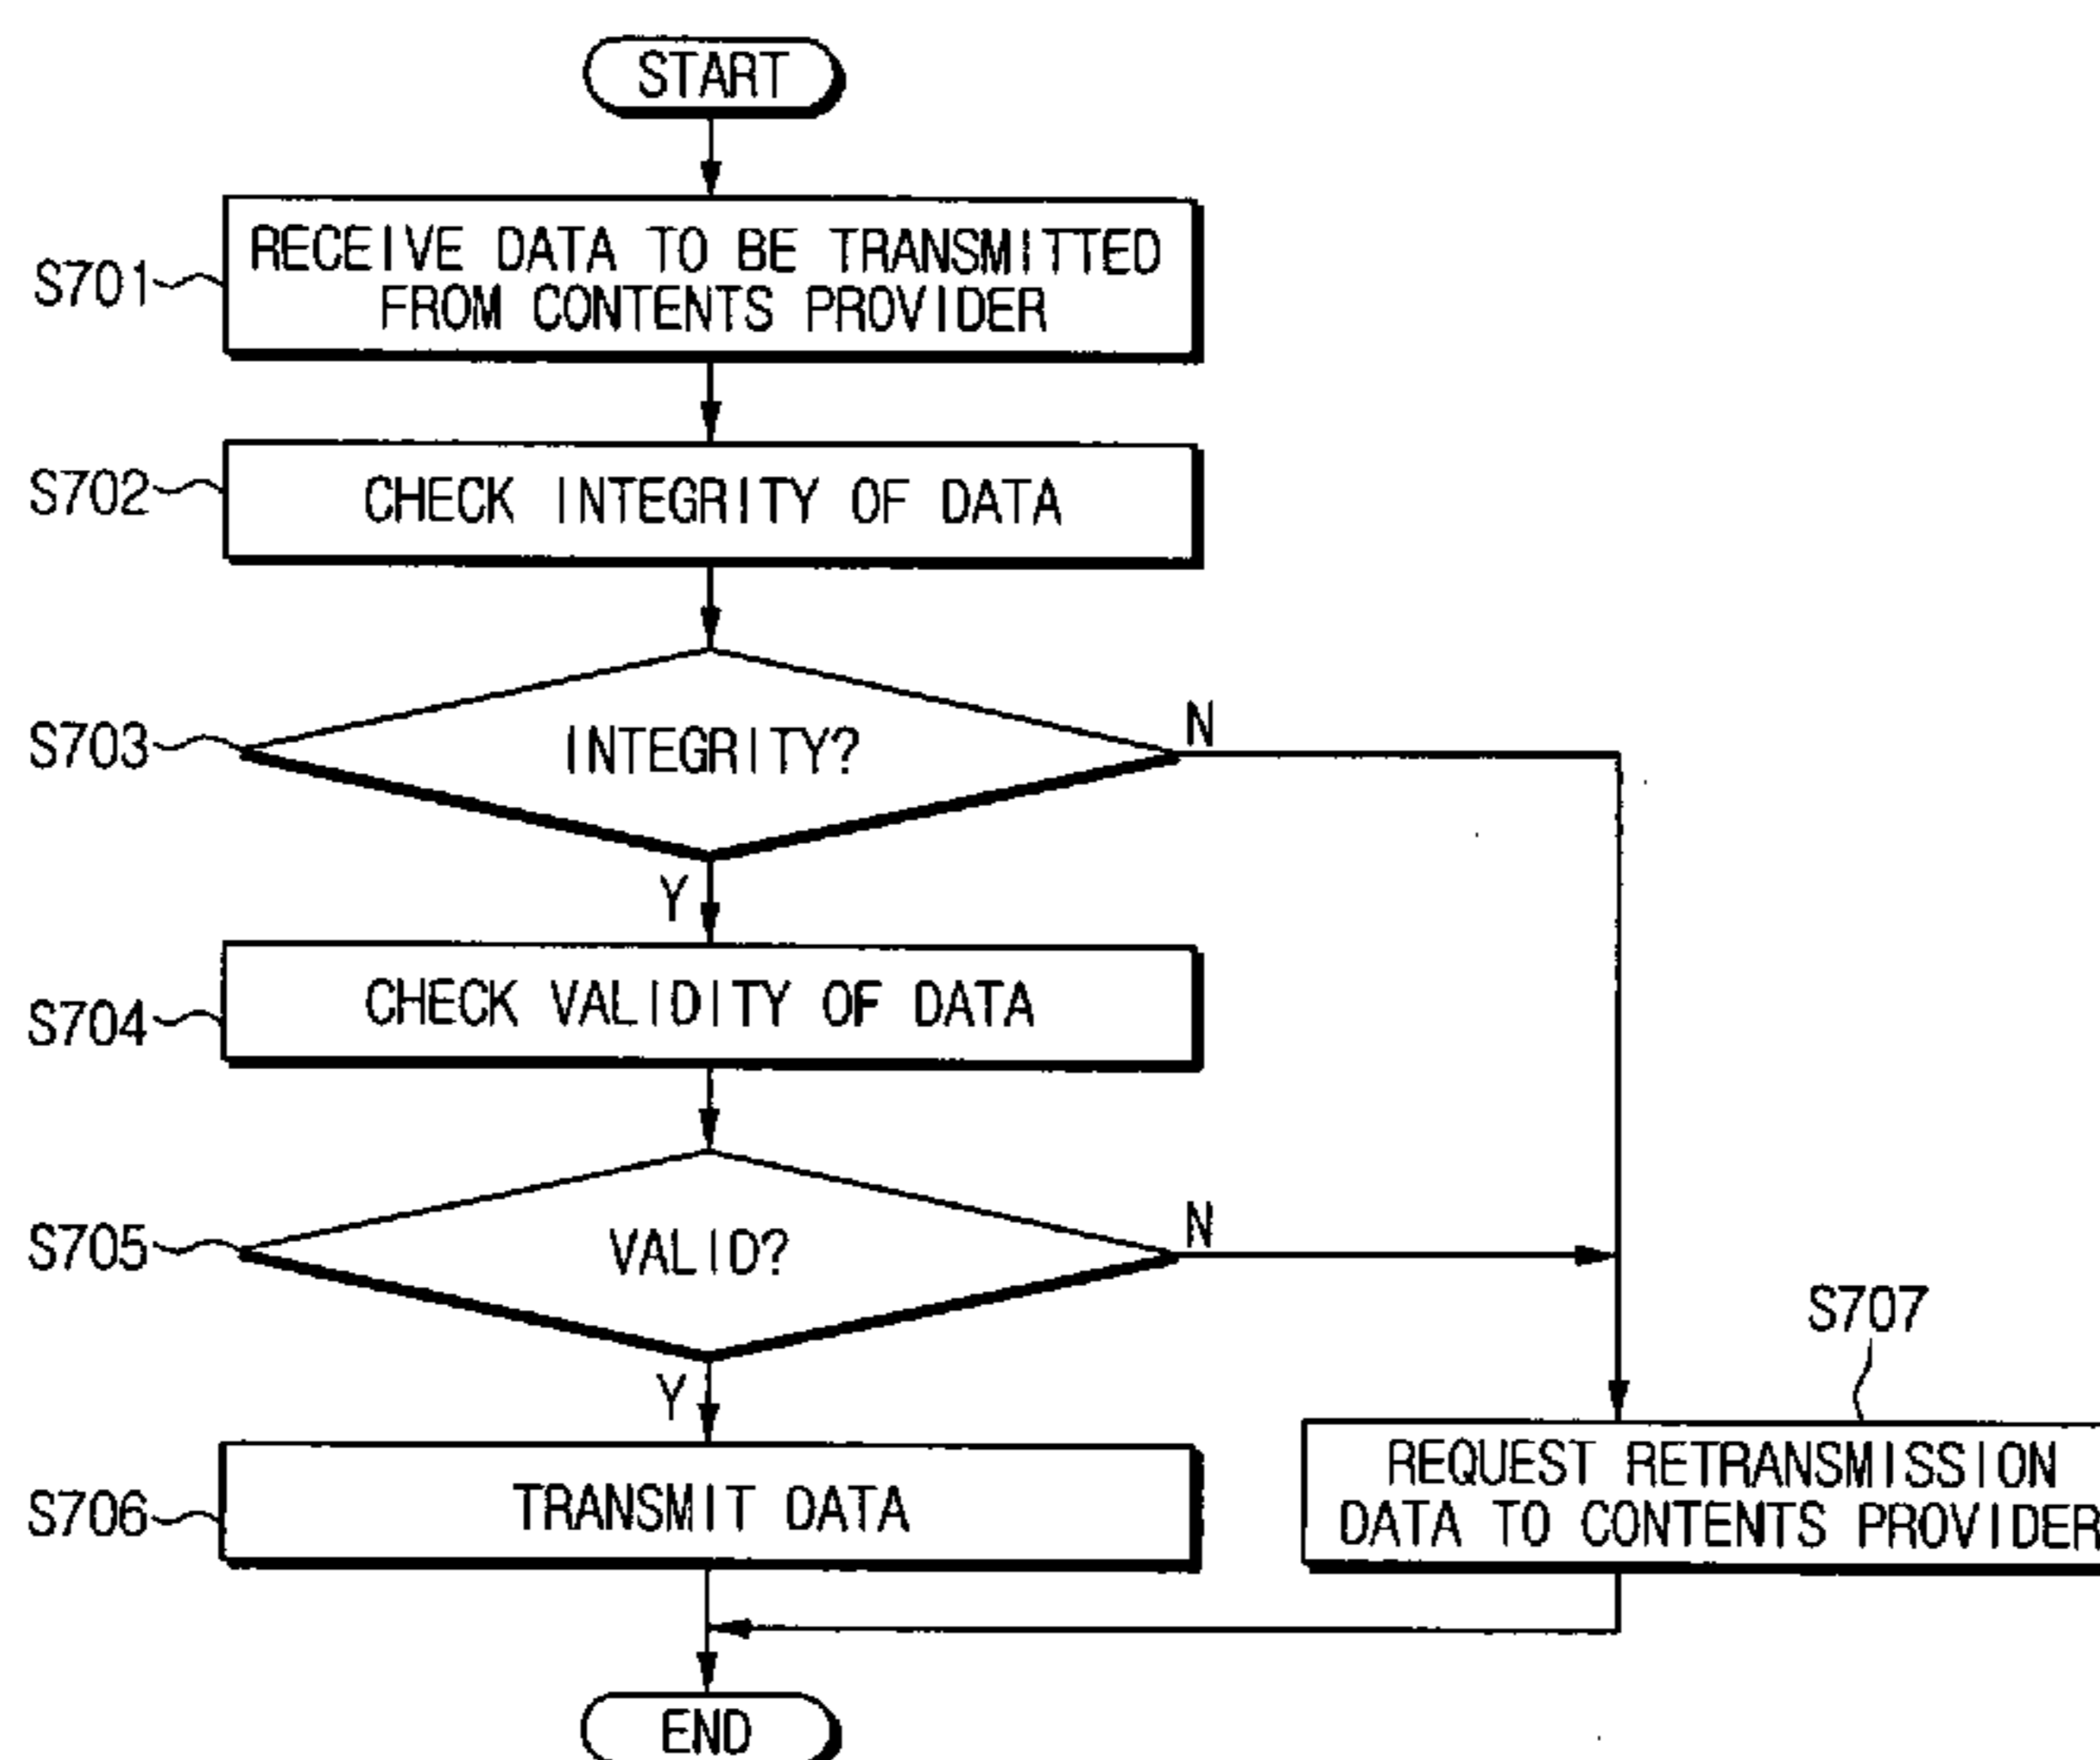 START
S701
RECEIVE DATA TO BE TRANSMITTED
FROM CONTENTS PROVIDER
S702
CHECK INTEGRITY OF DATA
S703
INTEGRITY?
N
Y
S704
CHECK VALIDITY OF DATA
S705
VALID?
N
Y
S706
TRANSMIT DATA
S707
REQUEST RETRANSMISSION
DATA TO CONTENTS PROVIDER
END